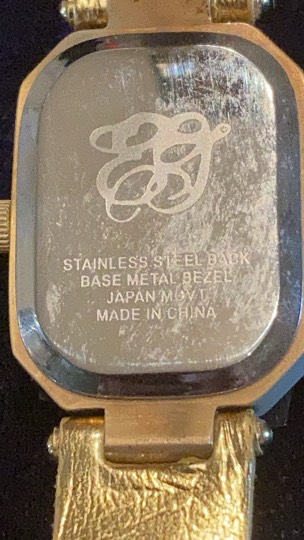 STAINLESS STEEL BACK
BASE METAL BEZEL
JAPAN MOVT
MADE IN CHINA